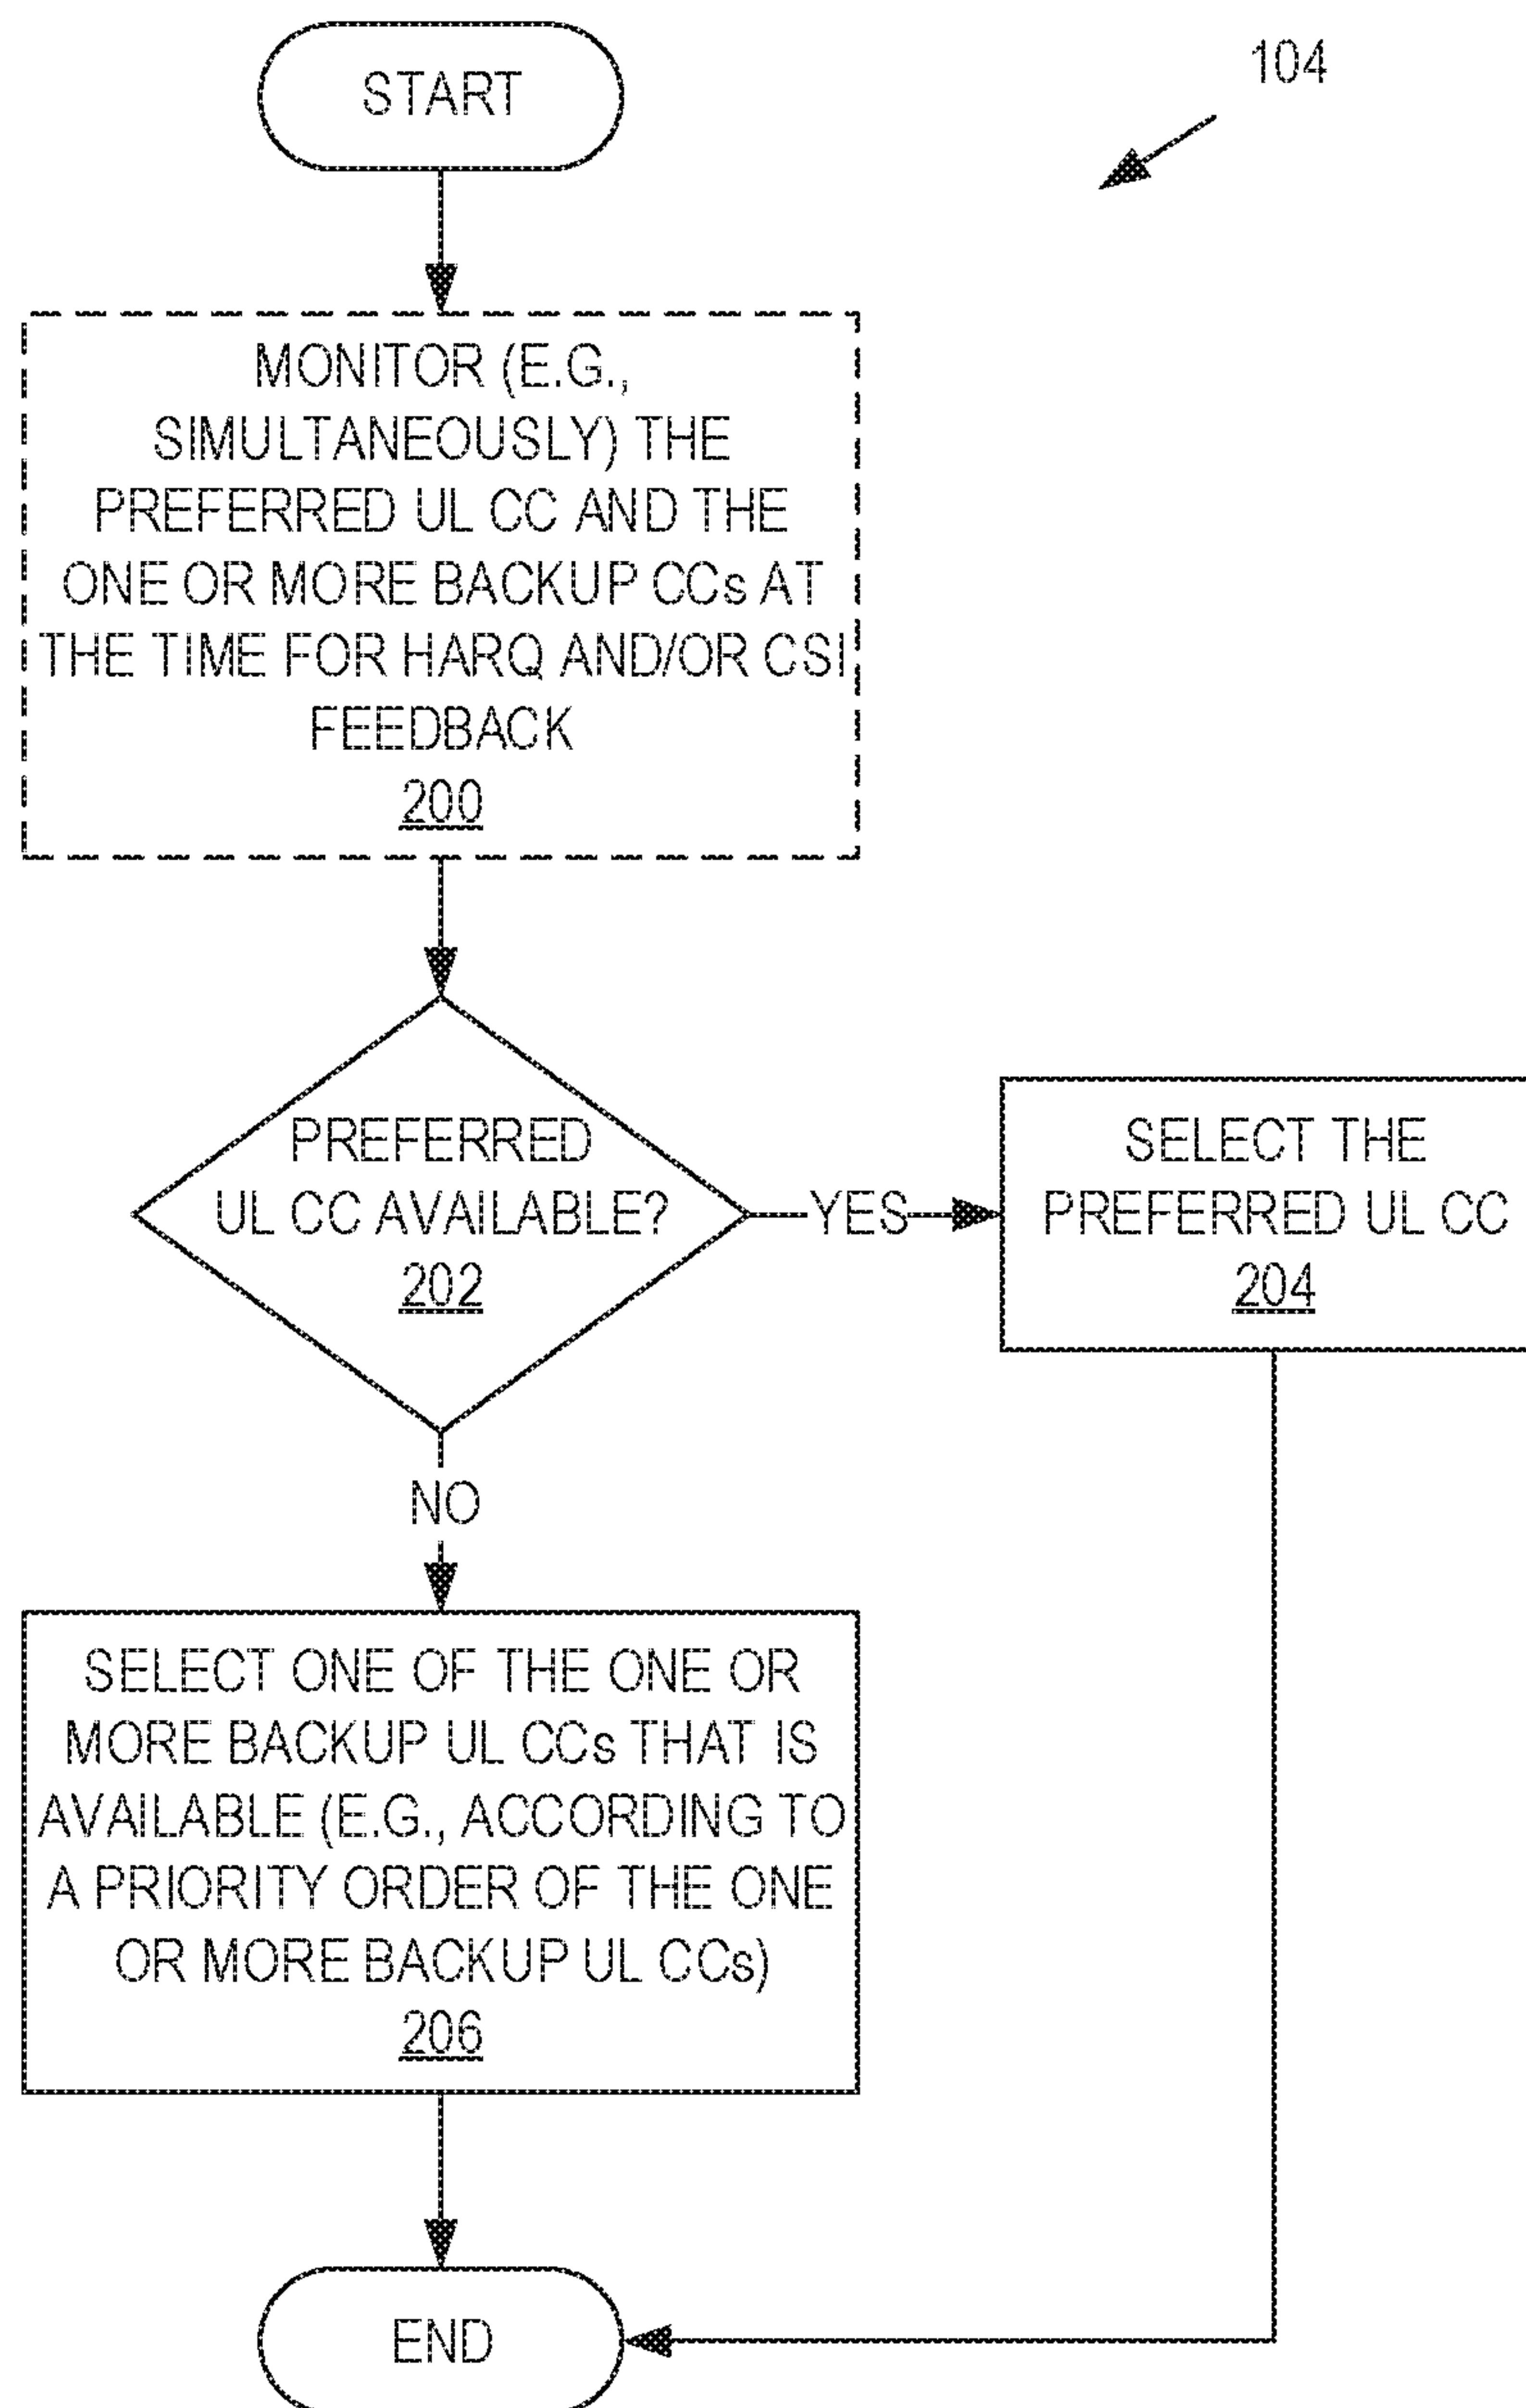 START
104
MONITOR (E.G.,
SIMULTANEOUSLY) THE
PREFERRED UL CC AND THE
ONE OR MORE BACKUP CCs AT
THE TIME FOR HARQ AND/OR CSI
FEEDBACK
200
PREFERRED
UL CC AVAILABLE?
202
YES
SELECT THE
PREFERRED UL CC
204
NO
SELECT ONE OF THE ONE OR
MORE BACKUP UL CCs THAT IS
AVAILABLE (E.G., ACCORDING TO
A PRIORITY ORDER OF THE ONE
OR MORE BACKUP UL CCs)
206
END